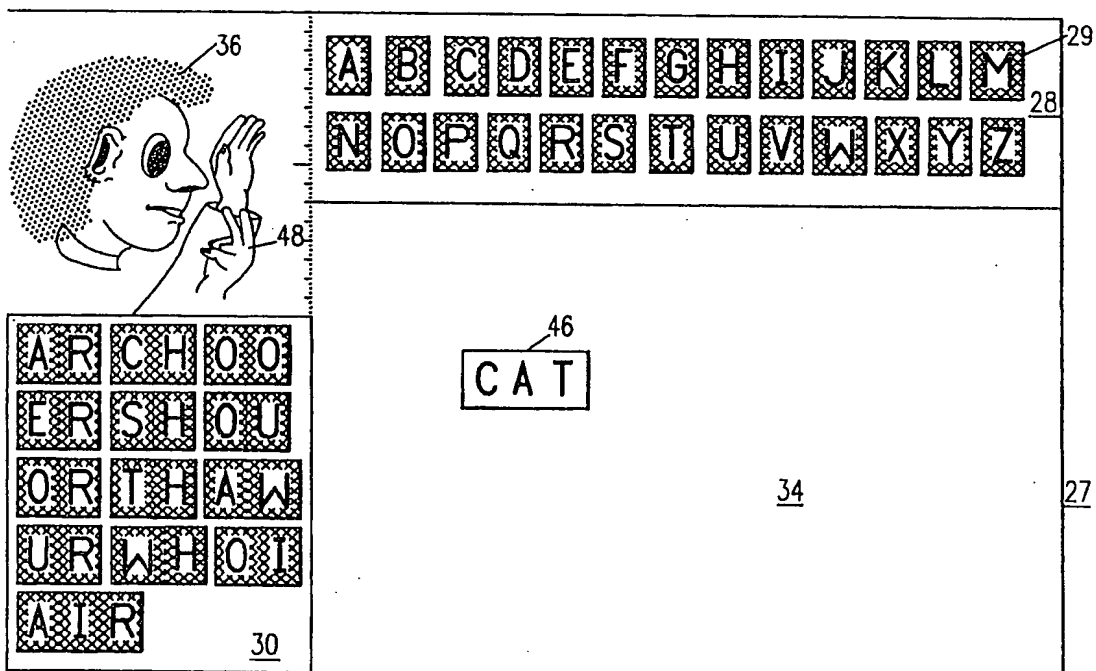 36
A B C D E F G H I J K L M
29
28
N O P Q R S T U V W X Y Z
48
AR CH OO
ER SH OU
OR TH AW
UR WH OI
AIR
30
46
CAT
34
27